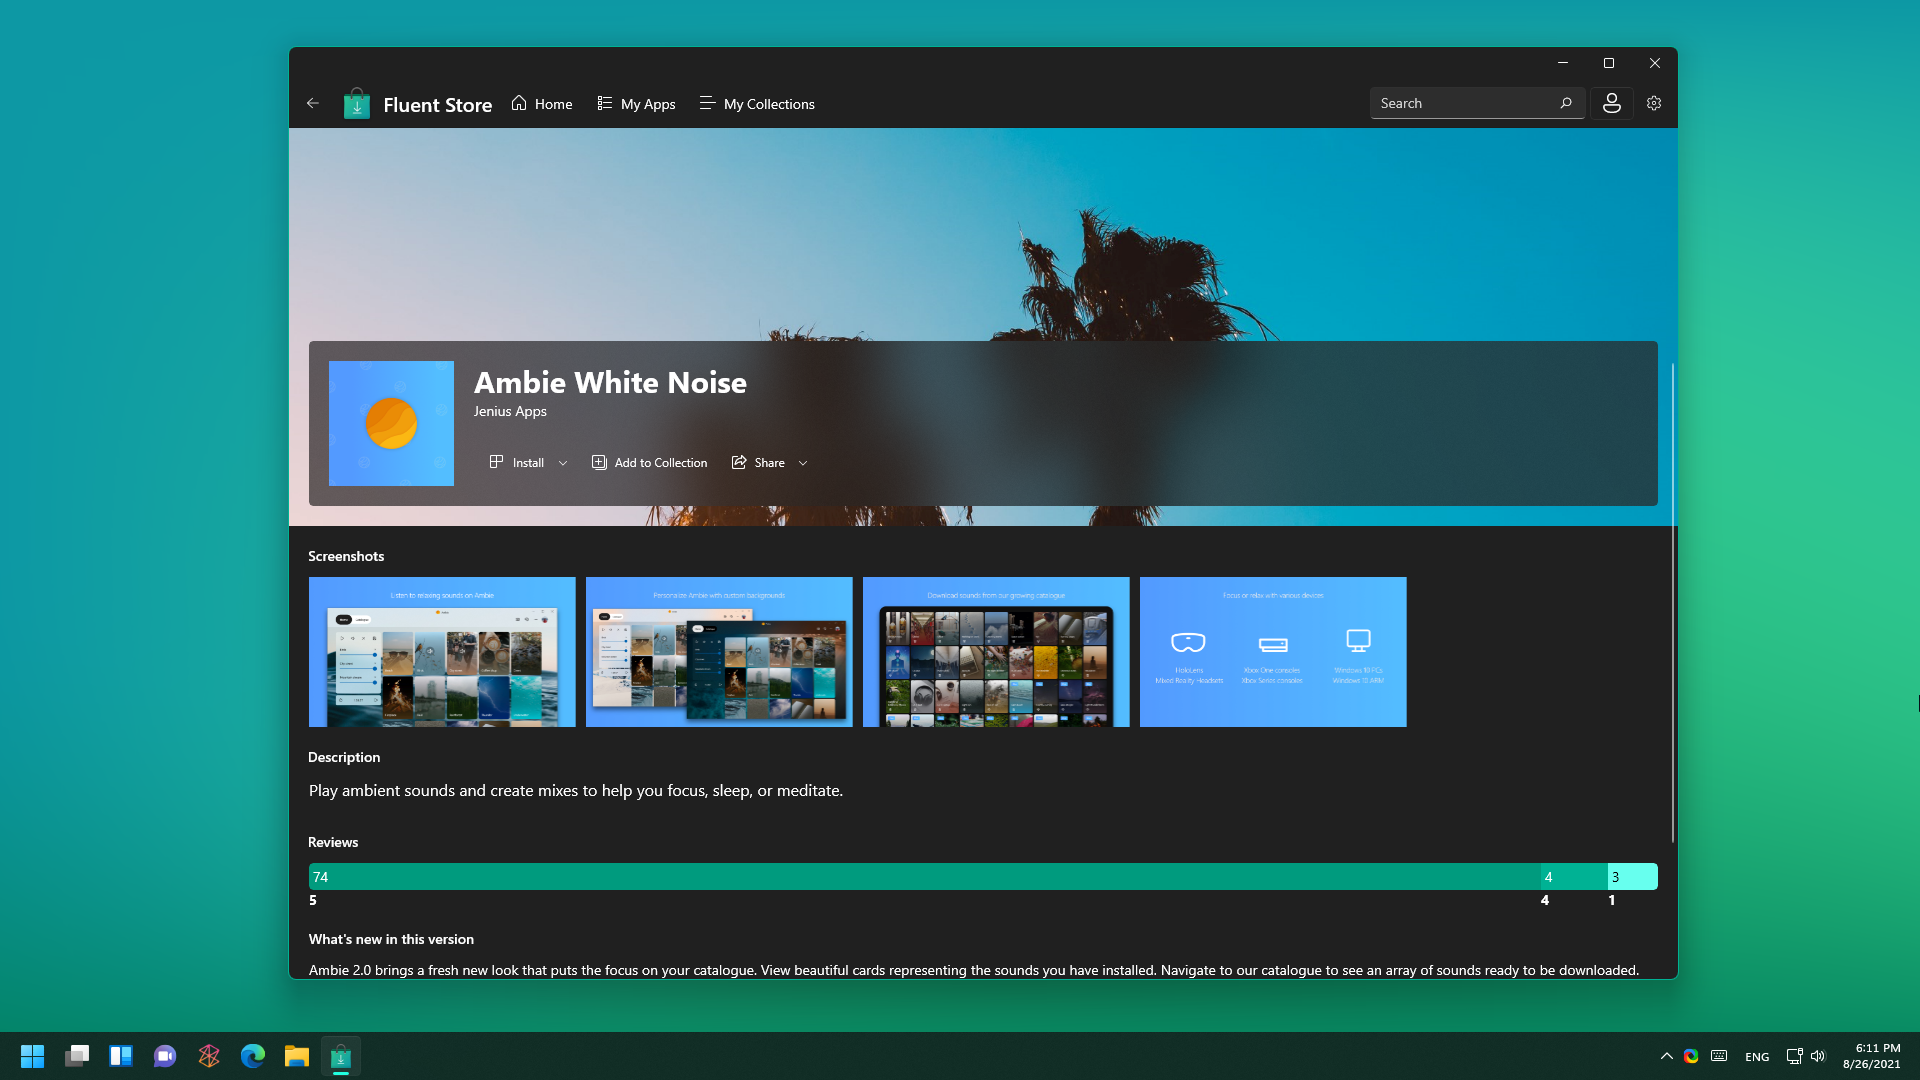 Fluent Store
Home
My Apps
My Collections
Search
Ambie White Noise
Jenius Apps
Install
Add to Collection
Share
Screenshots
Listen to relaxing sounds on Ambie
Personalize Ambie with custom backgrounds
Download sounds from our growing catalogue
Focus or relax with various devices
HoloLens
Mixed Reality Headsets
Xbox One consoles
Xbox Series consoles
Windows 10 PCs
Description
Play ambient sounds and create mixes to help you focus, sleep, or meditate.
Reviews
74
4
3
5
4
1
What's new in this version
Ambie 2.0 brings a fresh new look that puts the focus on your catalogue. View beautiful cards representing the sounds you have installed. Navigate to our catalogue to see an array of sounds ready to be downloaded.
ENG
6:11 PM
8/26/2021